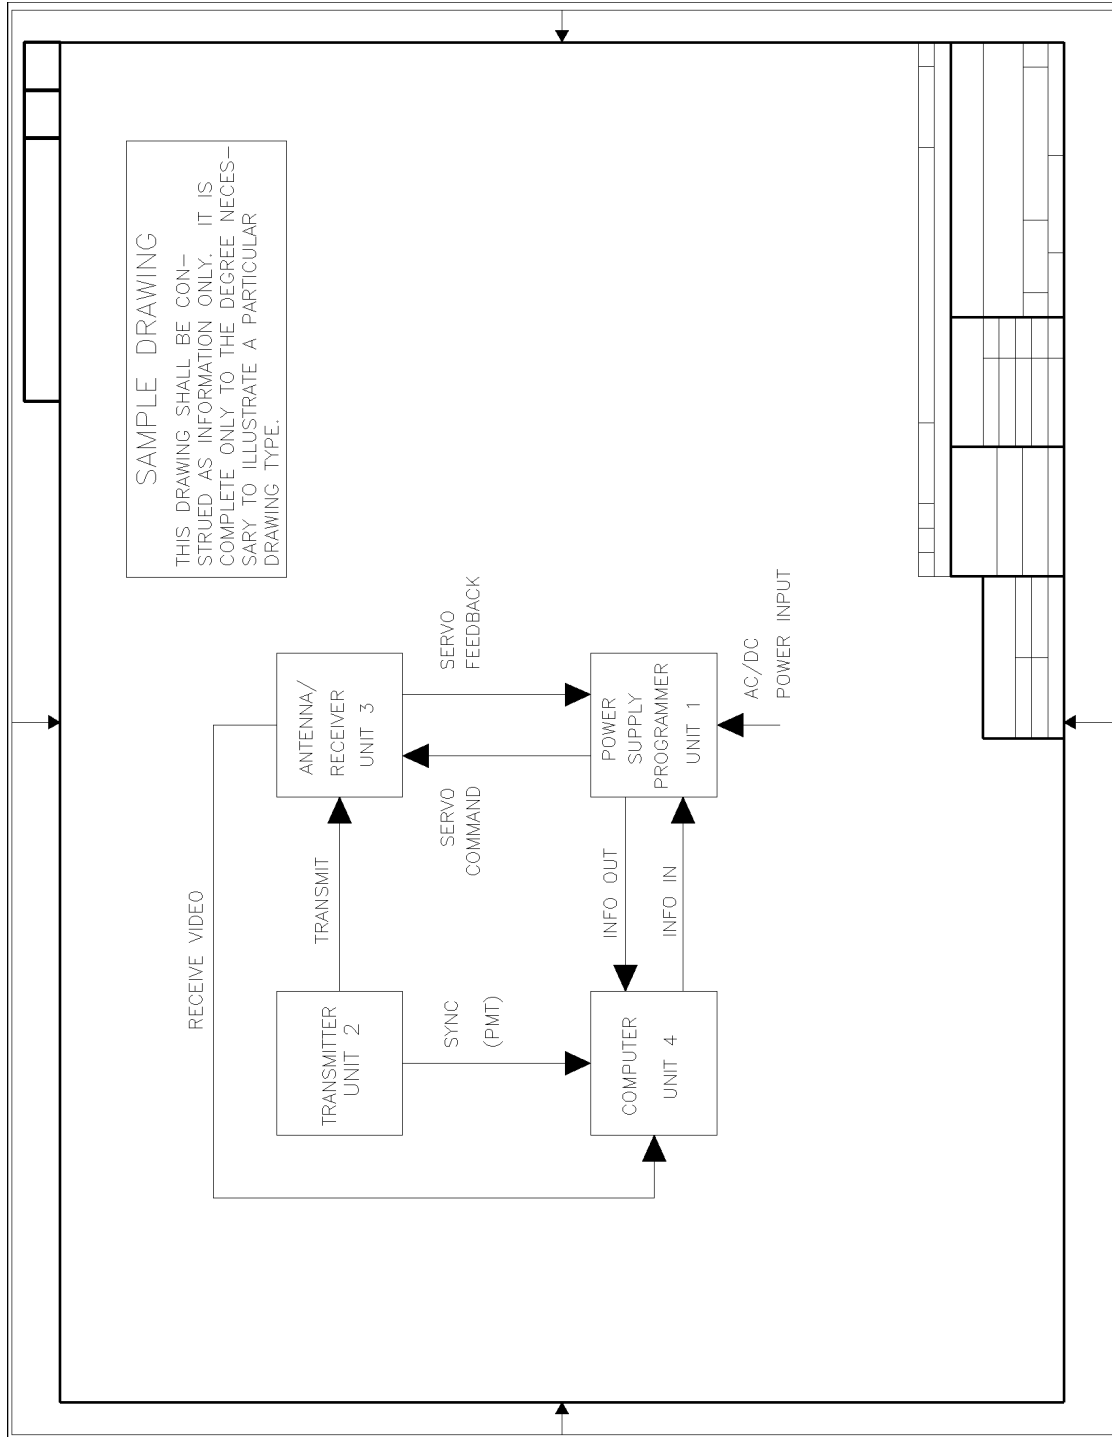 SAMPLE DRAWING
THIS DRAWING SHALL BE CON-
STRUED AS INFORMATION ONLY. IT IS
COMPLETE ONLY TO THE DEGREE NECES-
SARY TO ILLUSTRATE A PARTICULAR
DRAWING TYPE.
RECEIVE VIDEO
TRANSMITTER
UNIT 2
TRANSMIT
ANTENNA/
RECEIVER
UNIT 3
SYNC
(PMT)
SERVO
COMMAND
SERVO
FEEDBACK
COMPUTER
UNIT 4
INFO OUT
INFO IN
POWER
SUPPLY
PROGRAMMER
UNIT 1
AC/DC
POWER INPUT